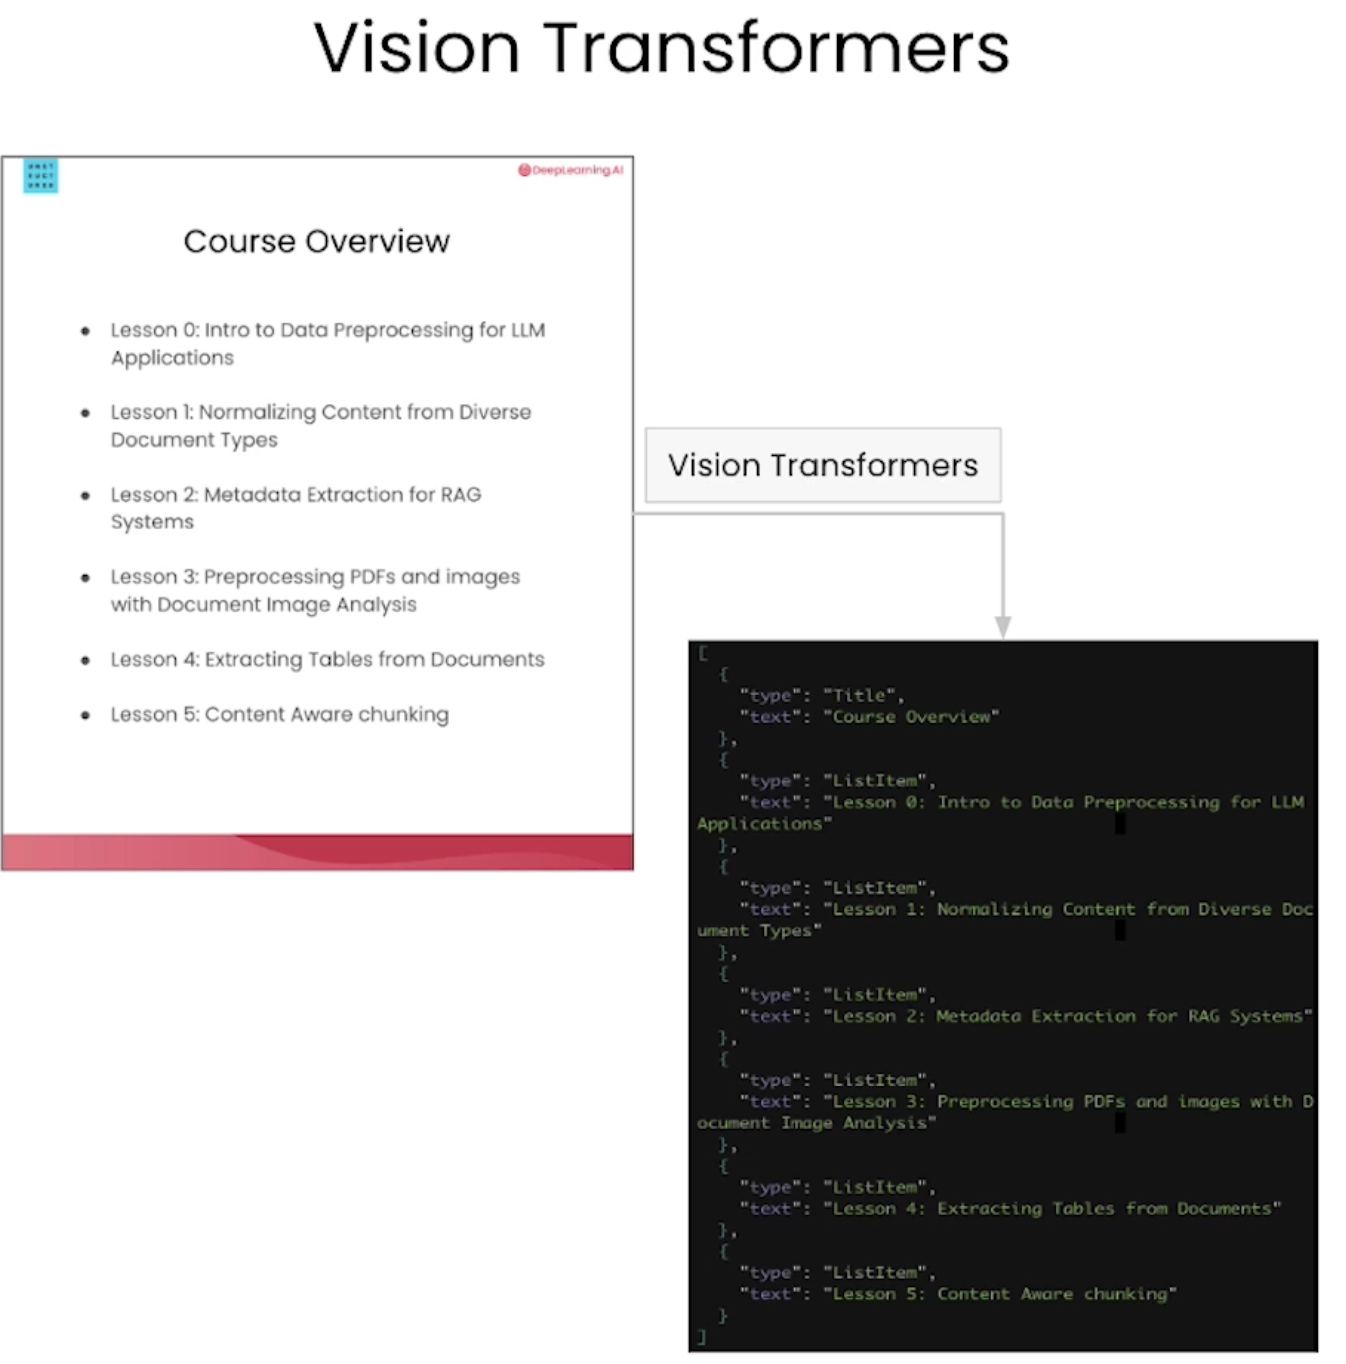 Vision Transformers
UNST
RUCT
URED
DeepLearning.AI
Course Overview
● Lesson 0: Intro to Data Preprocessing for LLM
Applications
● Lesson 1: Normalizing Content from Diverse
Document Types
● Lesson 2: Metadata Extraction for RAG
Systems
● Lesson 3: Preprocessing PDFs and images
with Document Image Analysis
● Lesson 4: Extracting Tables from Documents
● Lesson 5: Content Aware chunking
Vision Transformers
[
  {
    "type": "Title",
    "text": "Course Overview"
  },
  {
    "type": "ListItem",
    "text": "Lesson 0: Intro to Data Preprocessing for LLM
Applications"
  },
  {
    "type": "ListItem",
    "text": "Lesson 1: Normalizing Content from Diverse Doc
ument Types"
  },
  {
    "type": "ListItem",
    "text": "Lesson 2: Metadata Extraction for RAG Systems"
  },
  {
    "type": "ListItem",
    "text": "Lesson 3: Preprocessing PDFs and images with D
ocument Image Analysis"
  },
  {
    "type": "ListItem",
    "text": "Lesson 4: Extracting Tables from Documents"
  },
  {
    "type": "ListItem",
    "text": "Lesson 5: Content Aware chunking"
  }
]